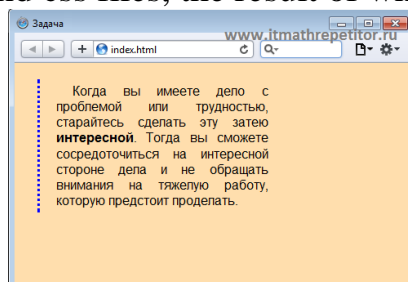 Задача
www.itmathrepetitor.ru
index.html
Когда вы имеете дело с
проблемой или трудностью,
старайтесь сделать эту затею
интересной. Тогда вы сможете
сосредоточиться на интересной
стороне дела и не обращать
внимания на тяжелую работу,
которую предстоит проделать.